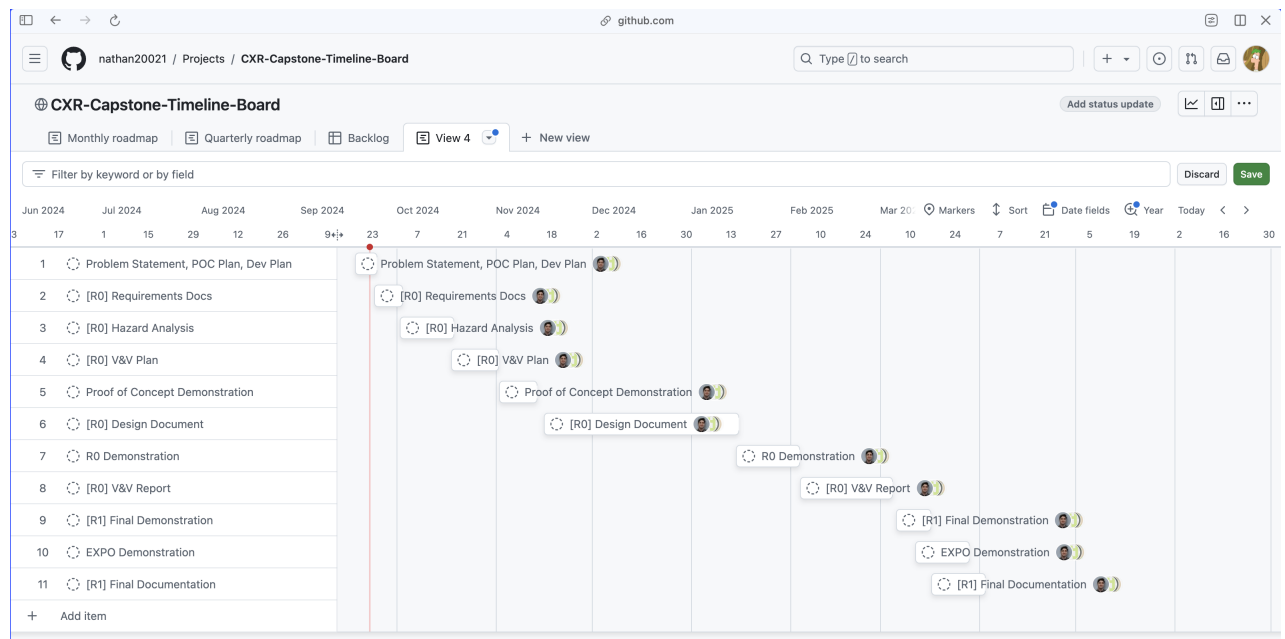 github.com
nathan20021 / Projects / CXR-Capstone-Timeline-Board
Type / to search
CXR-Capstone-Timeline-Board
Add status update
Monthly roadmap Quarterly roadmap Backlog View 4 New view
Filter by keyword or by field
Discard Save
Jun 2024 Jul 2024 Aug 2024 Sep 2024 Oct 2024 Nov 2024 Dec 2024 Jan 2025 Feb 2025 Mar Markers Sort Date fields Year Today
3 17 1 15 29 12 26 9 23 7 21 4 18 2 16 30 13 27 10 24 10 24 7 21 5 19 2 16 30
1 Problem Statement, POC Plan, Dev Plan Problem Statement, POC Plan, Dev Plan
2 [R0] Requirements Docs [R0] Requirements Docs
3 [R0] Hazard Analysis [R0] Hazard Analysis
4 [R0] V&V Plan [R0] V&V Plan
5 Proof of Concept Demonstration Proof of Concept Demonstration
6 [R0] Design Document [R0] Design Document
7 R0 Demonstration R0 Demonstration
8 [R0] V&V Report [R0] V&V Report
9 [R1] Final Demonstration [R1] Final Demonstration
10 EXPO Demonstration EXPO Demonstration
11 [R1] Final Documentation [R1] Final Documentation
+ Add item